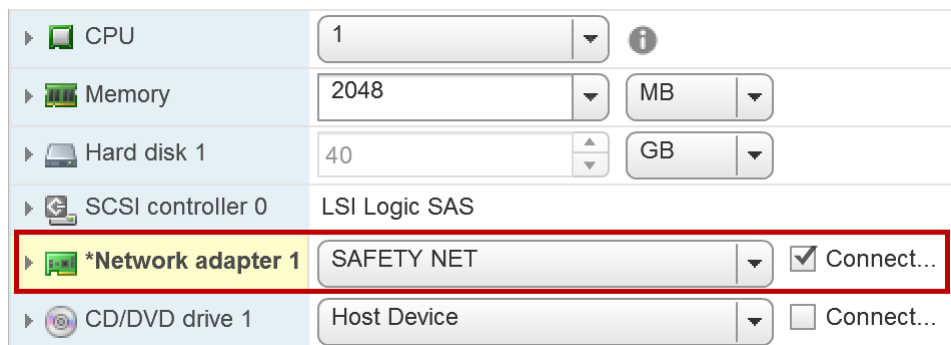 CPU 1
Memory 2048 MB
Hard disk 1 40 GB
SCSI controller 0 LSI Logic SAS
*Network adapter 1 SAFETY NET Connect...
CD/DVD drive 1 Host Device Connect...